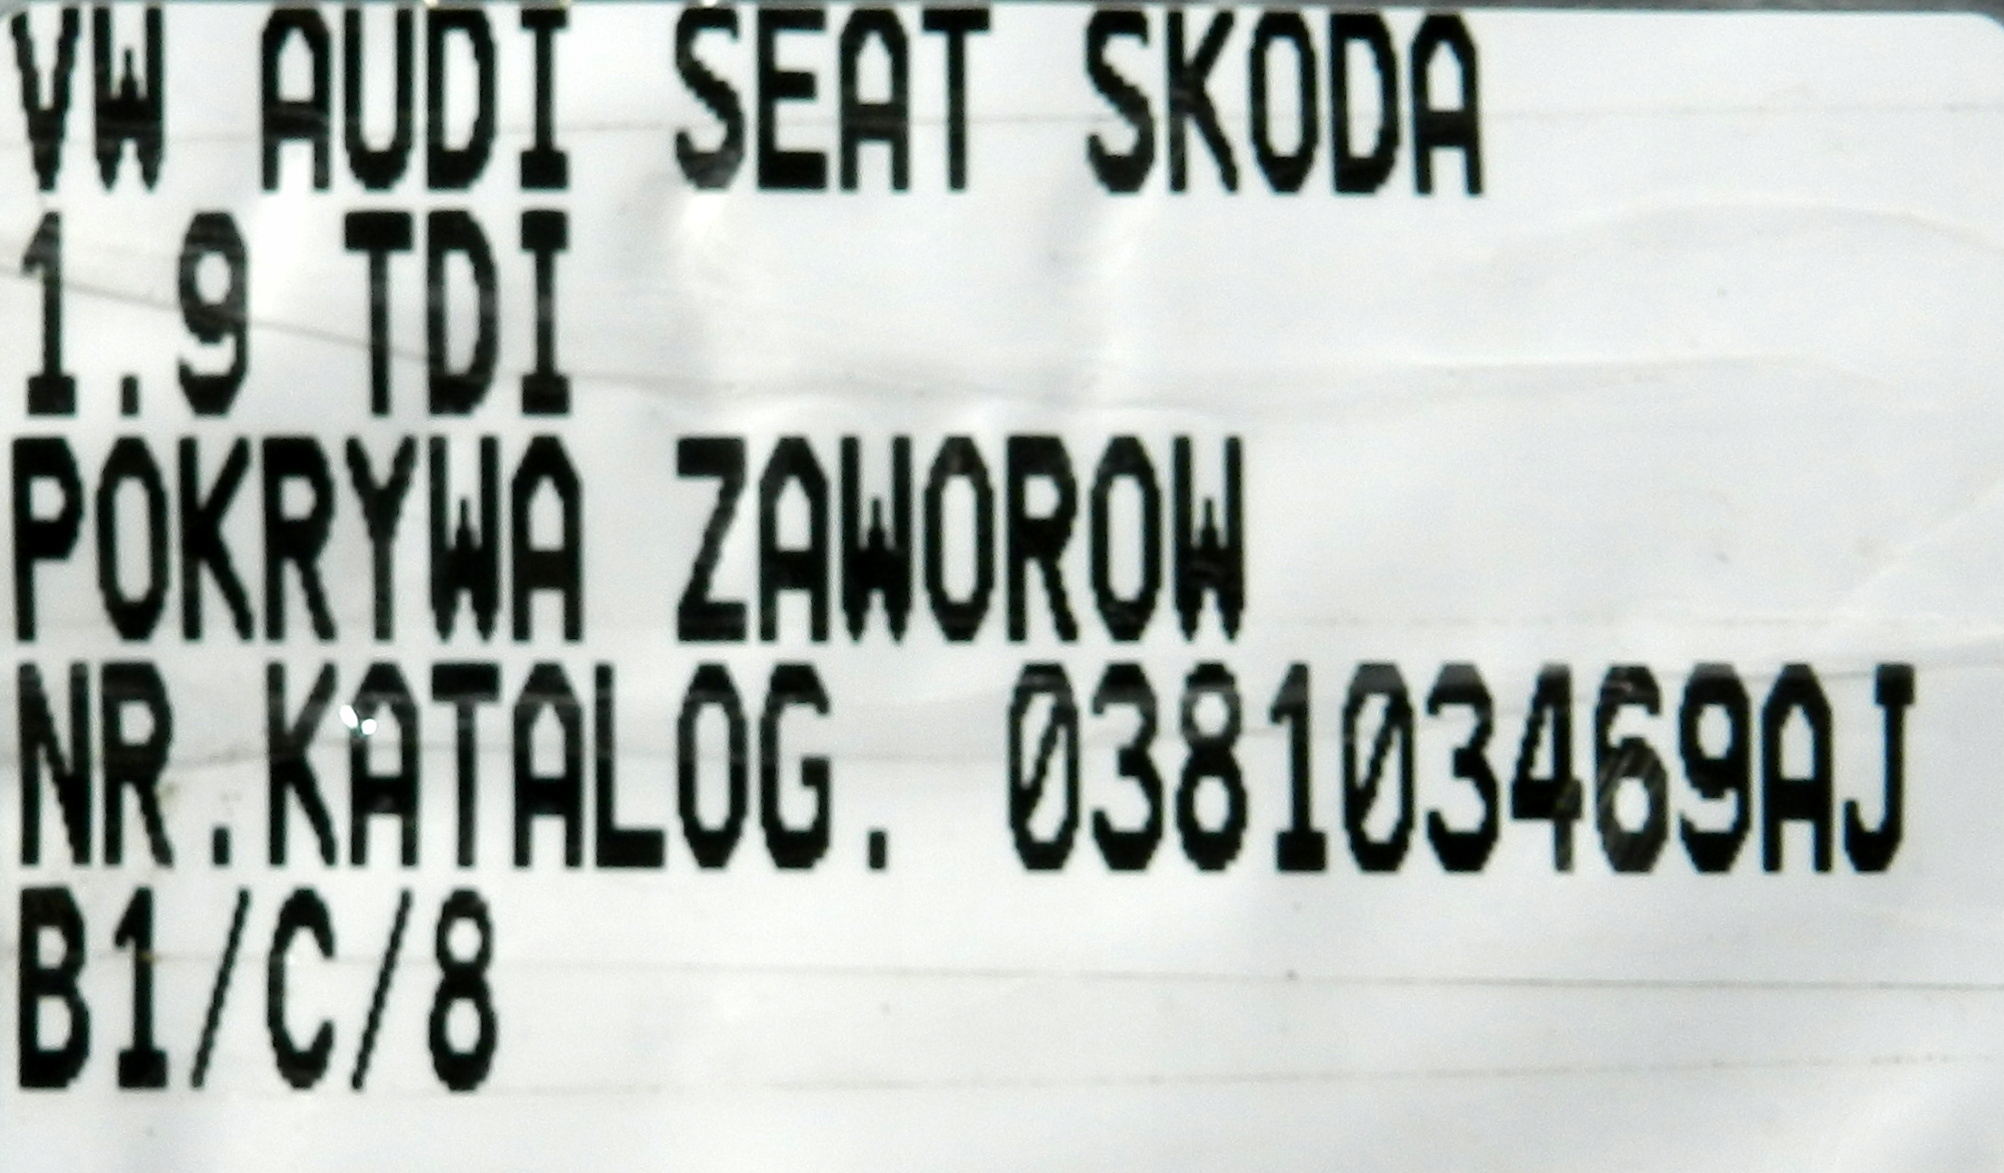 VW AUDI SEAT SKODA
1.9 TDI
POKRYWA ZAWOROW
NR.KATALOG. 038103469AJ
B1/C/8